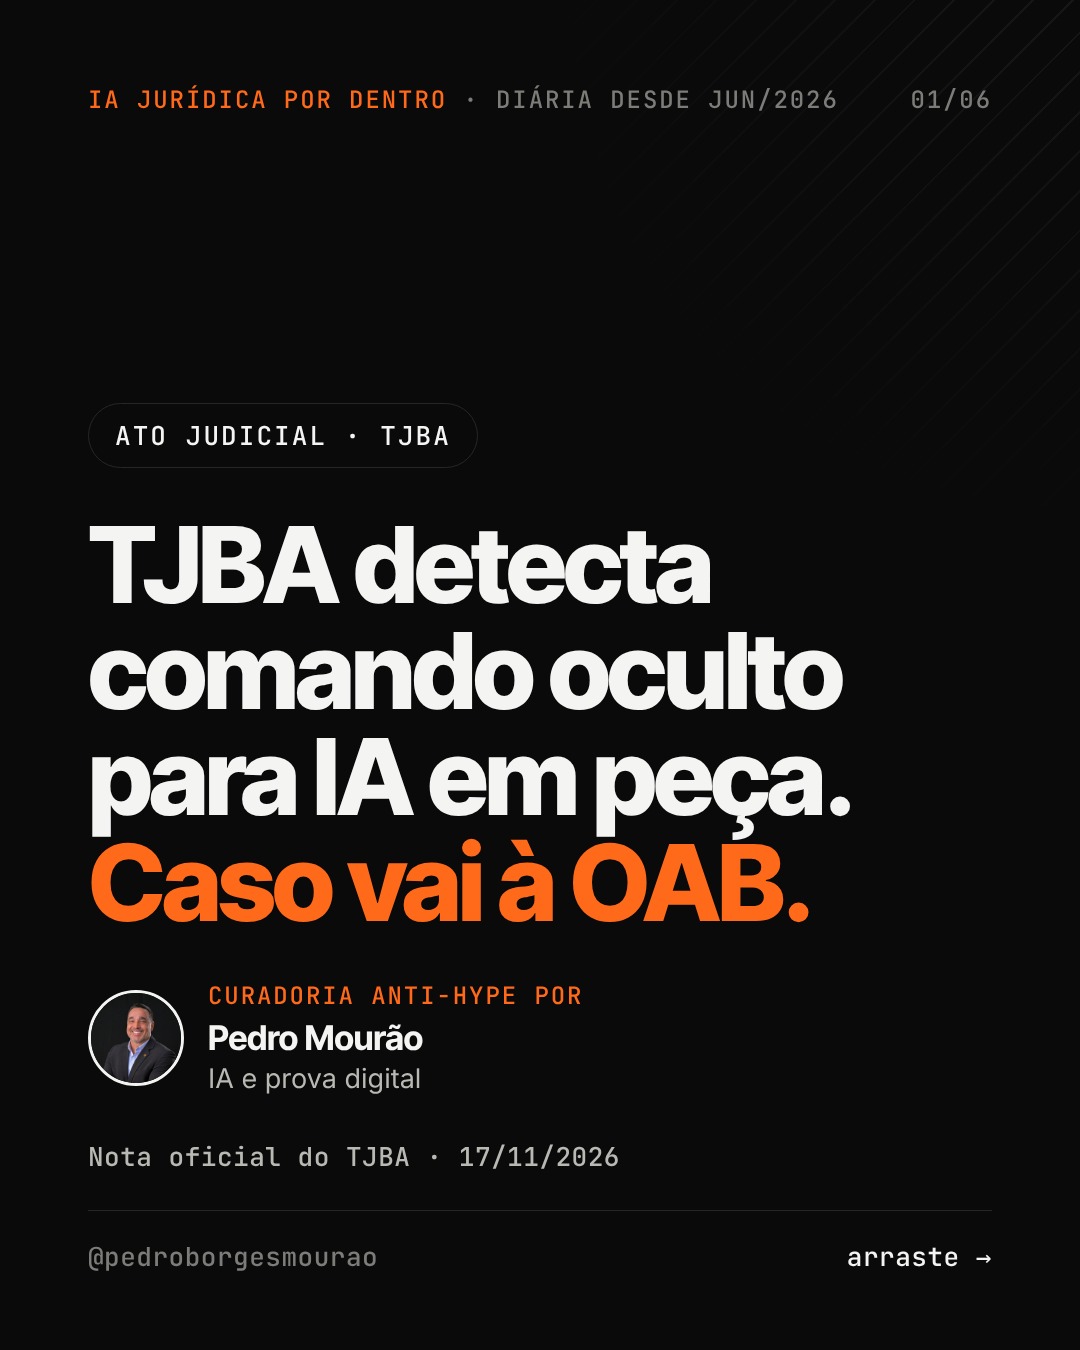 IA JURÍDICA POR DENTRO · DIÁRIA DESDE JUN/2026 01/06
ATO JUDICIAL · TJBA
TJBA detecta
comando oculto
para IA em peça.
Caso vai à OAB.
CURADORIA ANTI-HYPE POR
Pedro Mourão
IA e prova digital
Nota oficial do TJBA · 17/11/2026
@pedroborgesmourao arraste →